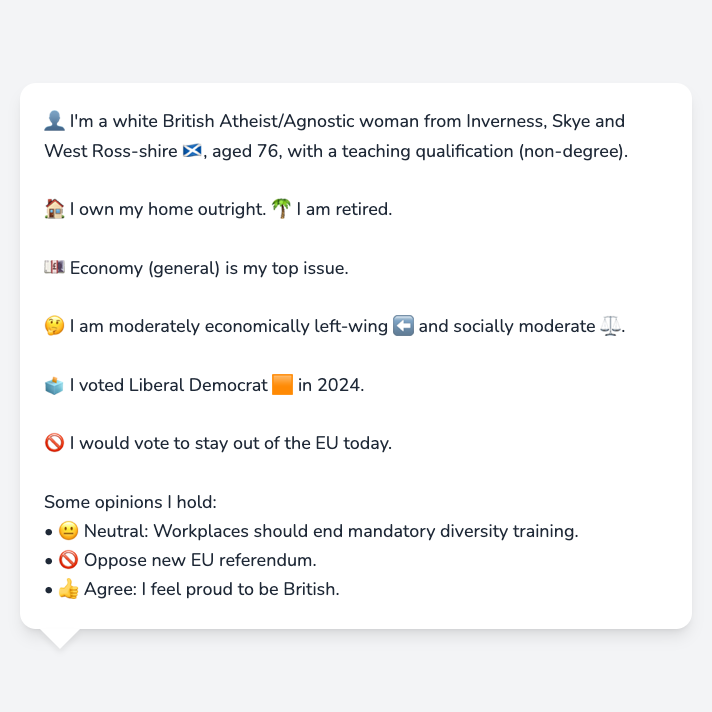 👤 I'm a white British Atheist/Agnostic woman from Inverness, Skye and
West Ross-shire 🏴󠁧󠁢󠁳󠁣󠁴󠁿, aged 76, with a teaching qualification (non-degree).
🏠 I own my home outright. 🌴 I am retired.
💷 Economy (general) is my top issue.
🤔 I am moderately economically left-wing ⬅️ and socially moderate ⚖️.
🗳️ I voted Liberal Democrat 🟧 in 2024.
🚫 I would vote to stay out of the EU today.
Some opinions I hold:
• 😐 Neutral: Workplaces should end mandatory diversity training.
• 🚫 Oppose new EU referendum.
• 👍 Agree: I feel proud to be British.